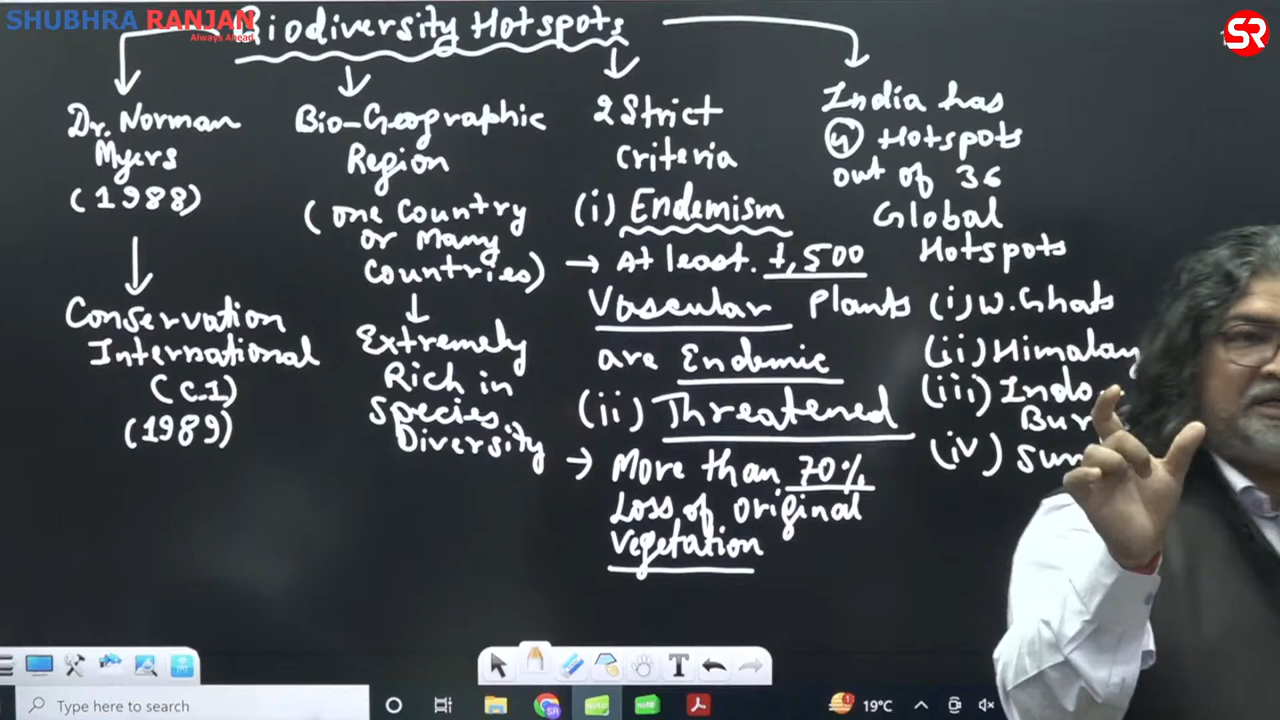 SHUBHRA RANJAN
Always Ahead
SR
Biodiversity Hotspots
Dr. Norman
Myers
(1988)
Conservation
International
(C.I)
(1989)
Bio-Geographic
Region
(one Country
or Many
Countries)
Extremely
Rich in
Species
Diversity
2 Strict
Criteria
(i) Endemism
→ At least 1,500
Vascular Plants
are Endemic
(ii) Threatened
→ More than 70%
Loss of Original
Vegetation
India has
4 Hotspots
out of 36
Global
Hotspots
(i) W. Ghats
(ii) Himalay
(iii) Indo
Bur
(iv) Sun
T
Type here to search
19°C